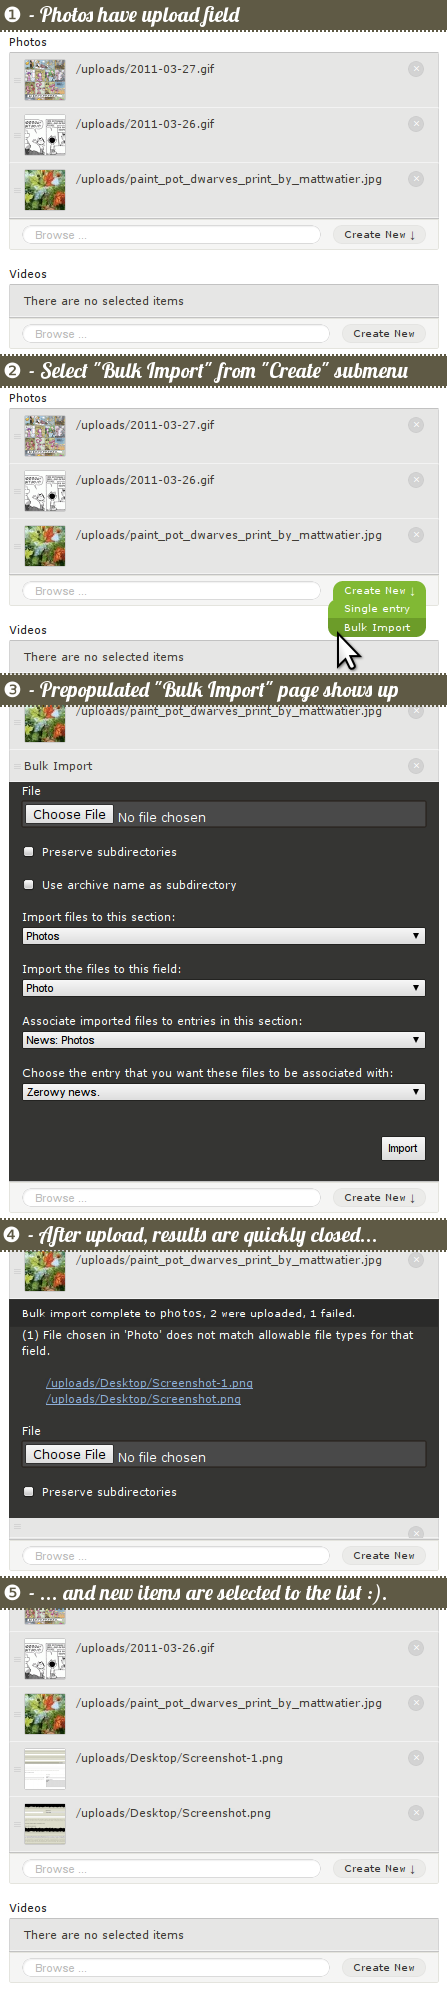 ❶ - Photos have upload field
Photos
/uploads/2011-03-27.gif
/uploads/2011-03-26.gif
/uploads/paint_pot_dwarves_print_by_mattwatier.jpg
Browse ...
Create New ↓
Videos
There are no selected items
Browse ...
Create New
❷ - Select "Bulk Import" from "Create" submenu
Photos
/uploads/2011-03-27.gif
/uploads/2011-03-26.gif
/uploads/paint_pot_dwarves_print_by_mattwatier.jpg
Browse ...
Create New ↓
Single entry
Bulk Import
Videos
There are no selected items
❸ - Prepopulated "Bulk Import" page shows up
/uploads/paint_pot_dwarves_print_by_mattwatier.jpg
Bulk Import
File
Choose File No file chosen
Preserve subdirectories
Use archive name as subdirectory
Import files to this section:
Photos
Import the files to this field:
Photo
Associate imported files to entries in this section:
News: Photos
Choose the entry that you want these files to be associated with:
Zerowy news.
Import
Browse ...
Create New ↓
❹ - After upload, results are quickly closed...
/uploads/paint_pot_dwarves_print_by_mattwatier.jpg
Bulk import complete to photos, 2 were uploaded, 1 failed.
(1) File chosen in 'Photo' does not match allowable file types for that
field.
/uploads/Desktop/Screenshot-1.png
/uploads/Desktop/Screenshot.png
File
Choose File No file chosen
Preserve subdirectories
Browse ...
Create New
❺ - ... and new items are selected to the list :).
/uploads/2011-03-26.gif
/uploads/paint_pot_dwarves_print_by_mattwatier.jpg
/uploads/Desktop/Screenshot-1.png
/uploads/Desktop/Screenshot.png
Browse ...
Create New ↓
Videos
There are no selected items
Browse ...
Create New